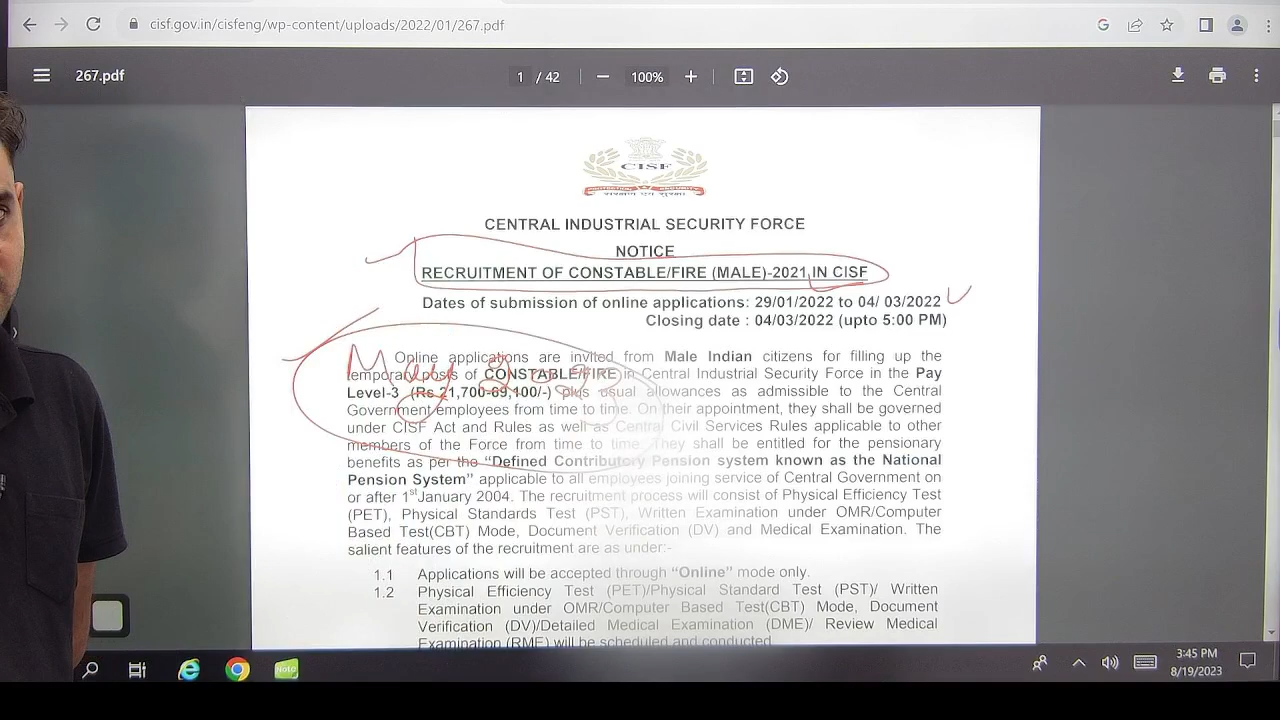 cisf.gov.in/cisfeng/wp-content/uploads/2022/01/267.pdf
267.pdf
1 / 42
100%
CISF
PROTECTION SECURITY
CENTRAL INDUSTRIAL SECURITY FORCE
NOTICE
RECRUITMENT OF CONSTABLE/FIRE (MALE)-2021 IN CISF
Dates of submission of online applications: 29/01/2022 to 04/ 03/2022
Closing date : 04/03/2022 (upto 5:00 PM)
Online applications are invited from Male Indian citizens for filling up the
temporary posts of CONSTABLE/FIRE in Central Industrial Security Force in the Pay
Level-3 (Rs.21,700-69,100/-) plus usual allowances as admissible to the Central
Government employees from time to time. On their appointment, they shall be governed
under CISF Act and Rules as well as Central Civil Services Rules applicable to other
members of the Force from time to time. They shall be entitled for the pensionary
benefits as per the “Defined Contributory Pension system known as the National
Pension System” applicable to all employees joining service of Central Government on
or after 1st January 2004. The recruitment process will consist of Physical Efficiency Test
(PET), Physical Standards Test (PST), Written Examination under OMR/Computer
Based Test(CBT) Mode, Document Verification (DV) and Medical Examination. The
salient features of the recruitment are as under:-
1.1 Applications will be accepted through “Online” mode only.
1.2 Physical Efficiency Test (PET)/Physical Standard Test (PST)/ Written
Examination under OMR/Computer Based Test(CBT) Mode, Document
Verification (DV)/Detailed Medical Examination (DME)/ Review Medical
Examination (RME) will be scheduled and conducted
3:45 PM
8/19/2023